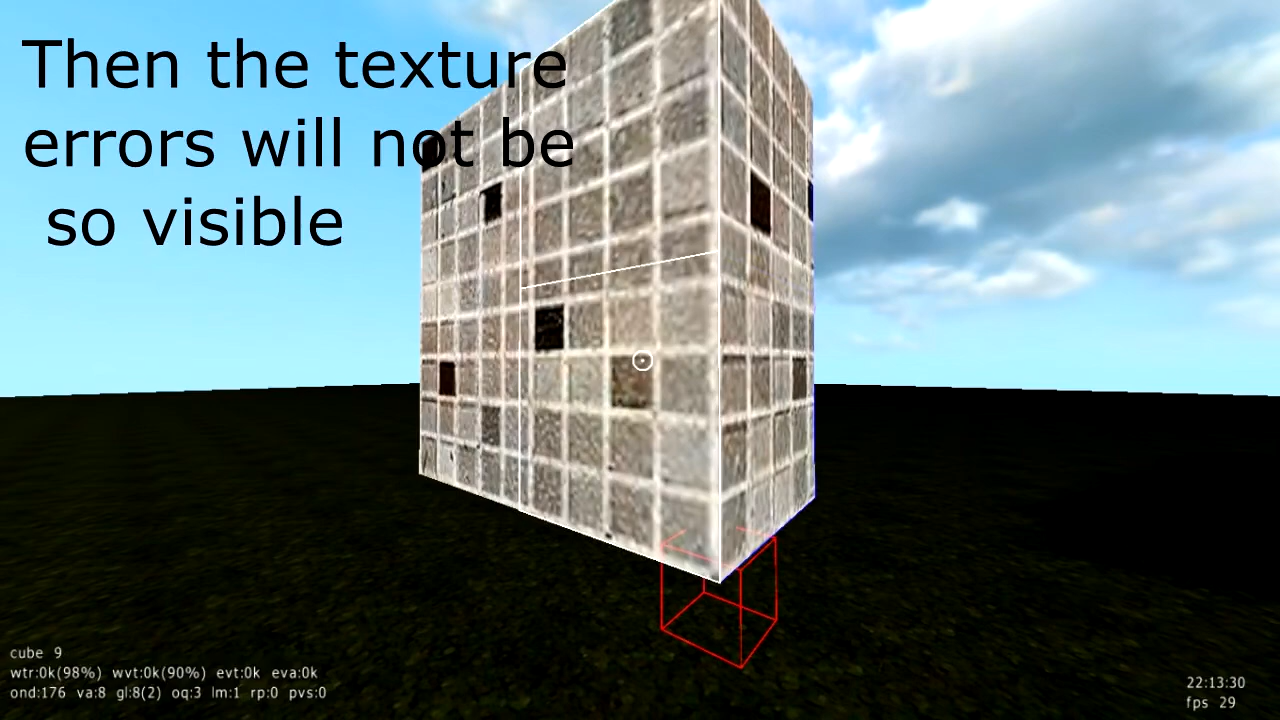 Then the texture
errors will not be
so visible
cube 9
wtr:0k(98%) wvt:0k(90%) evt:0k eva:0k
ond:176 va:8 gl:8(2) oq:3 lm:1 rp:0 pvs:0
22:13:30
fps 29